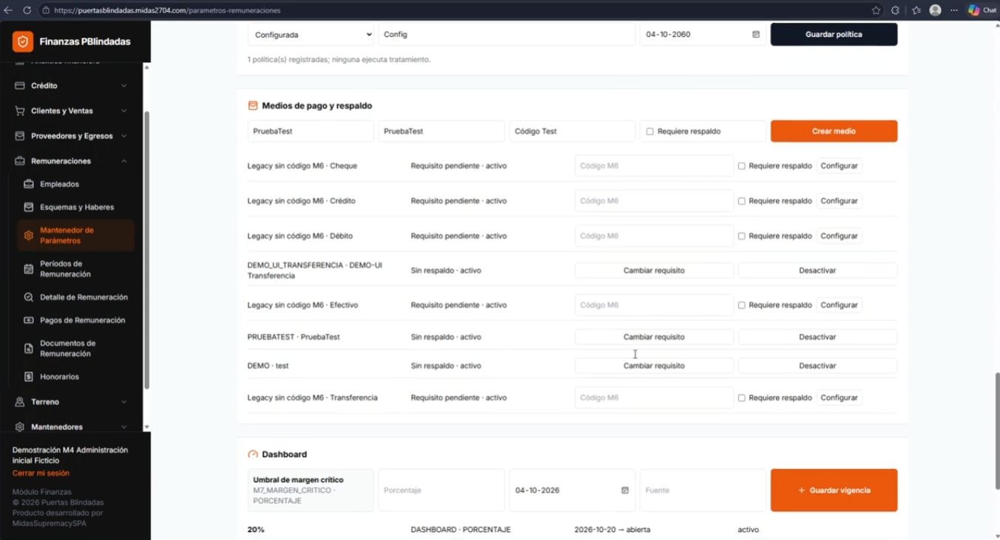 https://puertasblindadas.midas2704.com/parametros-remuneraciones
Chat
Finanzas PBlindadas
Crédito
Clientes y Ventas
Proveedores y Egresos
Remuneraciones
Empleados
Esquemas y Haberes
Mantenedor de
Parámetros
Períodos de
Remuneración
Detalle de Remuneración
Pagos de Remuneración
Documentos de
Remuneración
Honorarios
Terreno
Mantenedores
Demostración M4 Administración
inicial Ficticio
Cerrar mi sesión
Módulo Finanzas
© 2026 Puertas Blindadas
Producto desarrollado por
MidasSupremacySPA
Configurada Config 04-10-2060 Guardar política
1 política(s) registradas; ninguna ejecuta tratamiento.
Medios de pago y respaldo
PruebaTest PruebaTest Código Test Requiere respaldo Crear medio
Legacy sin código M6 · Cheque Requisito pendiente · activo Código M6 Requiere respaldo Configurar
Legacy sin código M6 · Crédito Requisito pendiente · activo Código M6 Requiere respaldo Configurar
Legacy sin código M6 · Débito Requisito pendiente · activo Código M6 Requiere respaldo Configurar
DEMO_UI_TRANSFERENCIA · DEMO-UI
Transferencia Sin respaldo · activo Cambiar requisito Desactivar
Legacy sin código M6 · Efectivo Requisito pendiente · activo Código M6 Requiere respaldo Configurar
PRUEBATEST · PruebaTest Sin respaldo · activo Cambiar requisito Desactivar
DEMO · test Sin respaldo · activo Cambiar requisito Desactivar
Legacy sin código M6 · Transferencia Requisito pendiente · activo Código M6 Requiere respaldo Configurar
Dashboard
Umbral de margen crítico
M7_MARGEN_CRITICO ·
PORCENTAJE
Porcentaje 04-10-2026 Fuente + Guardar vigencia
20% DASHBOARD · PORCENTAJE 2026-10-20 → abierta activo